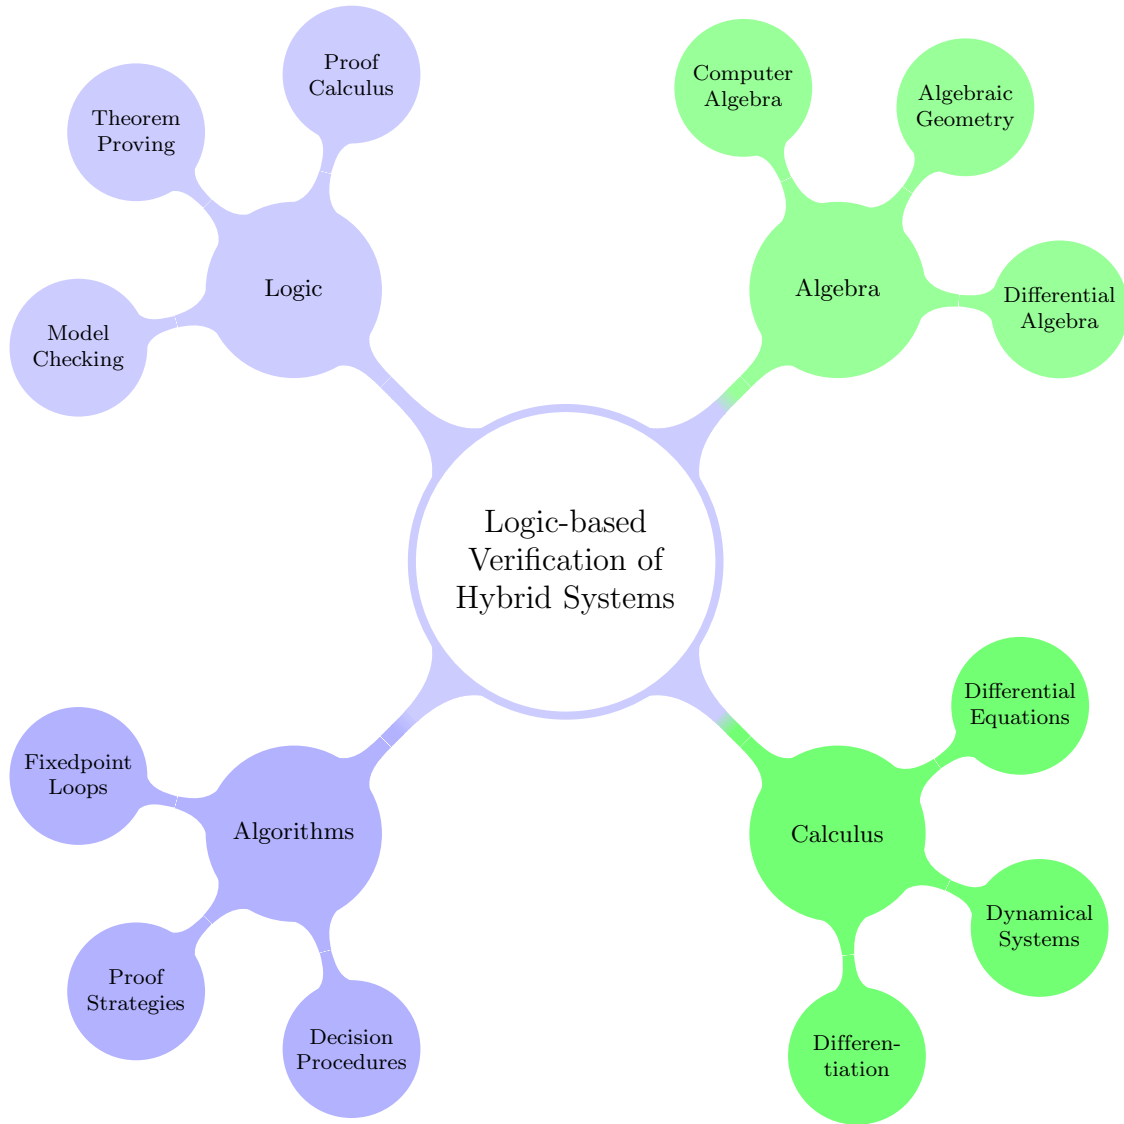 Proof
Calculus
Theorem
Proving
Model
Checking
Logic
Computer
Algebra
Algebraic
Geometry
Differential
Algebra
Algebra
Logic-based
Verification of
Hybrid Systems
Fixedpoint
Loops
Algorithms
Proof
Strategies
Decision
Procedures
Differential
Equations
Calculus
Dynamical
Systems
Differen-
tiation